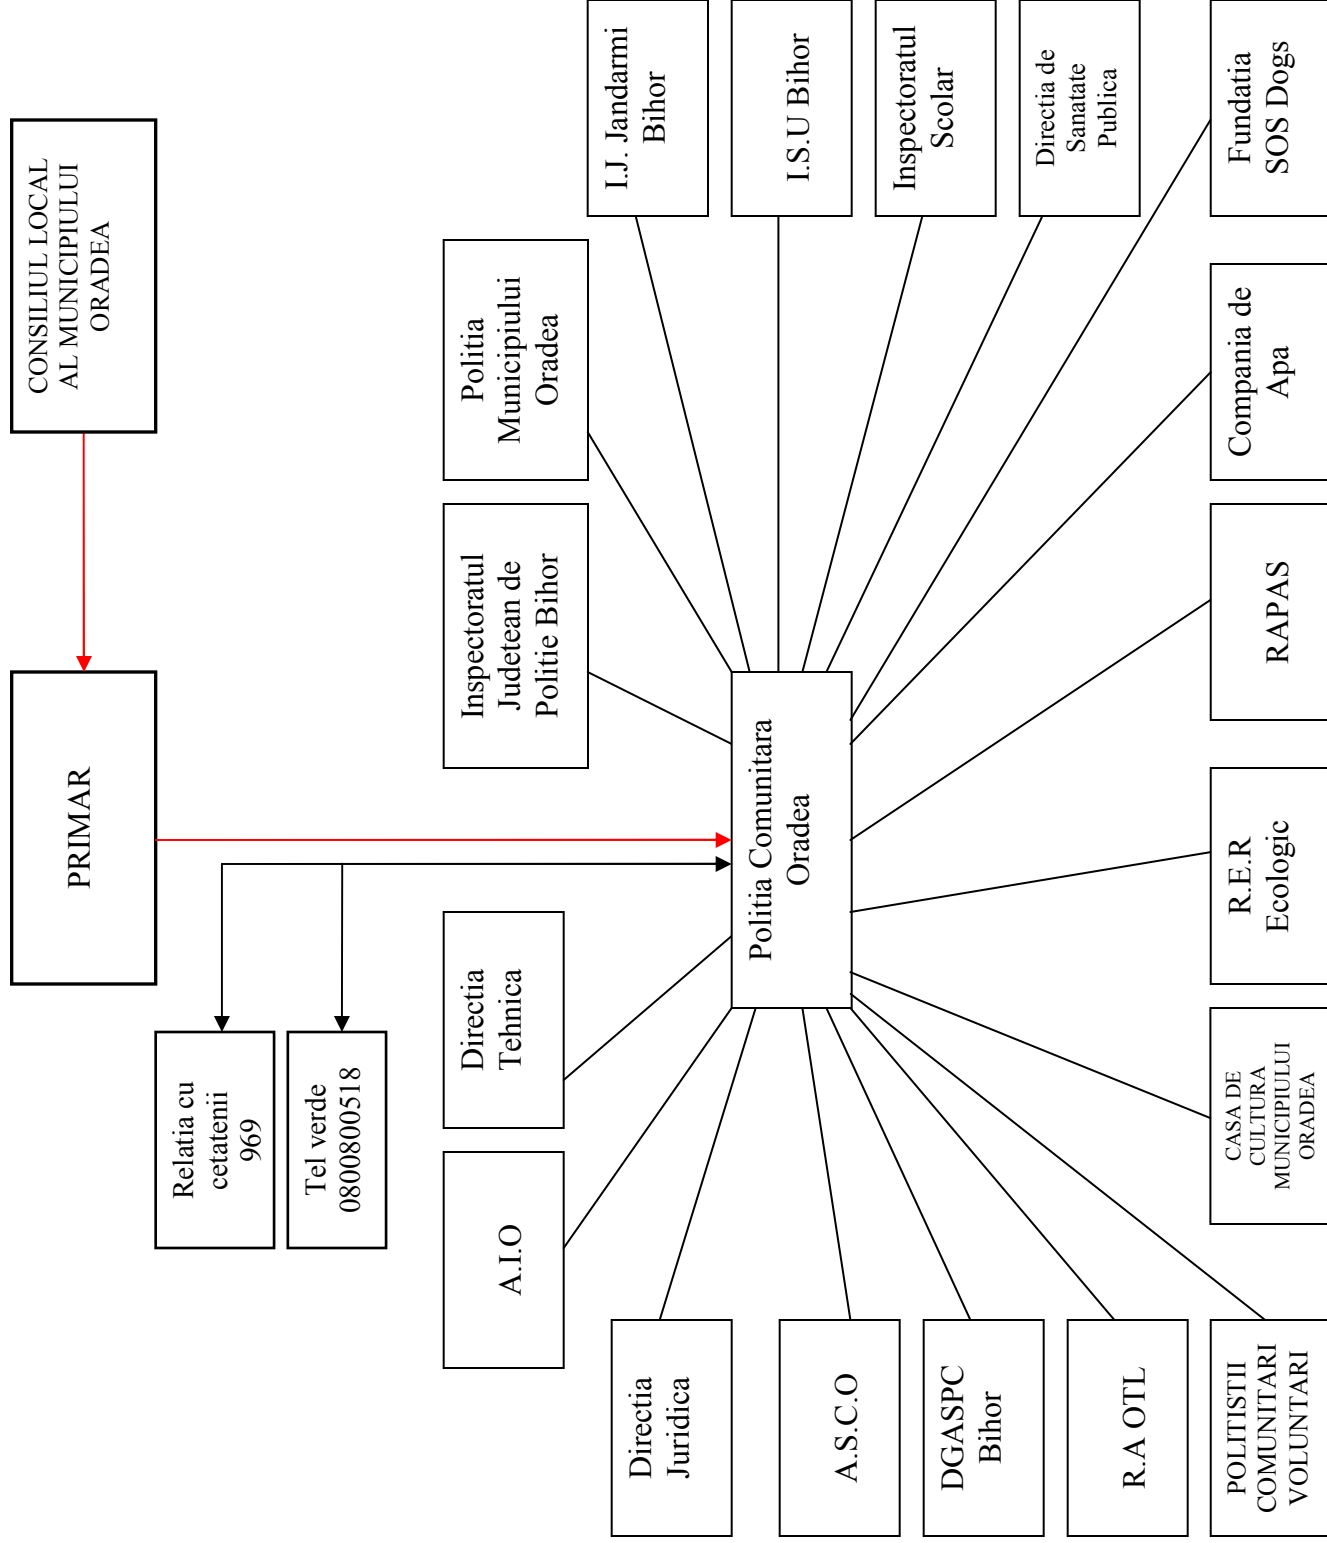 PRIMAR
CONSILIUL LOCAL
AL MUNICIPIULUI
ORADEA
Relatia cu
cetatenii
969
Tel verde
0800800518
A.I.O
Directia
Tehnica
Inspectoratul
Judetean de
Politie Bihor
Politia
Municipiului
Oradea
Directia
Juridica
I.J. Jandarmi
Bihor
Politia Comunitara
Oradea
I.S.U Bihor
A.S.C.O
Inspectoratul
Scolar
DGASPC
Bihor
Directia de
Sanatate
Publica
R.A OTL
POLITISTII
COMUNITARI
VOLUNTARI
CASA DE
CULTURA
MUNICIPIULUI
ORADEA
R.E.R
Ecologic
RAPAS
Compania de
Apa
Fundatia
SOS Dogs